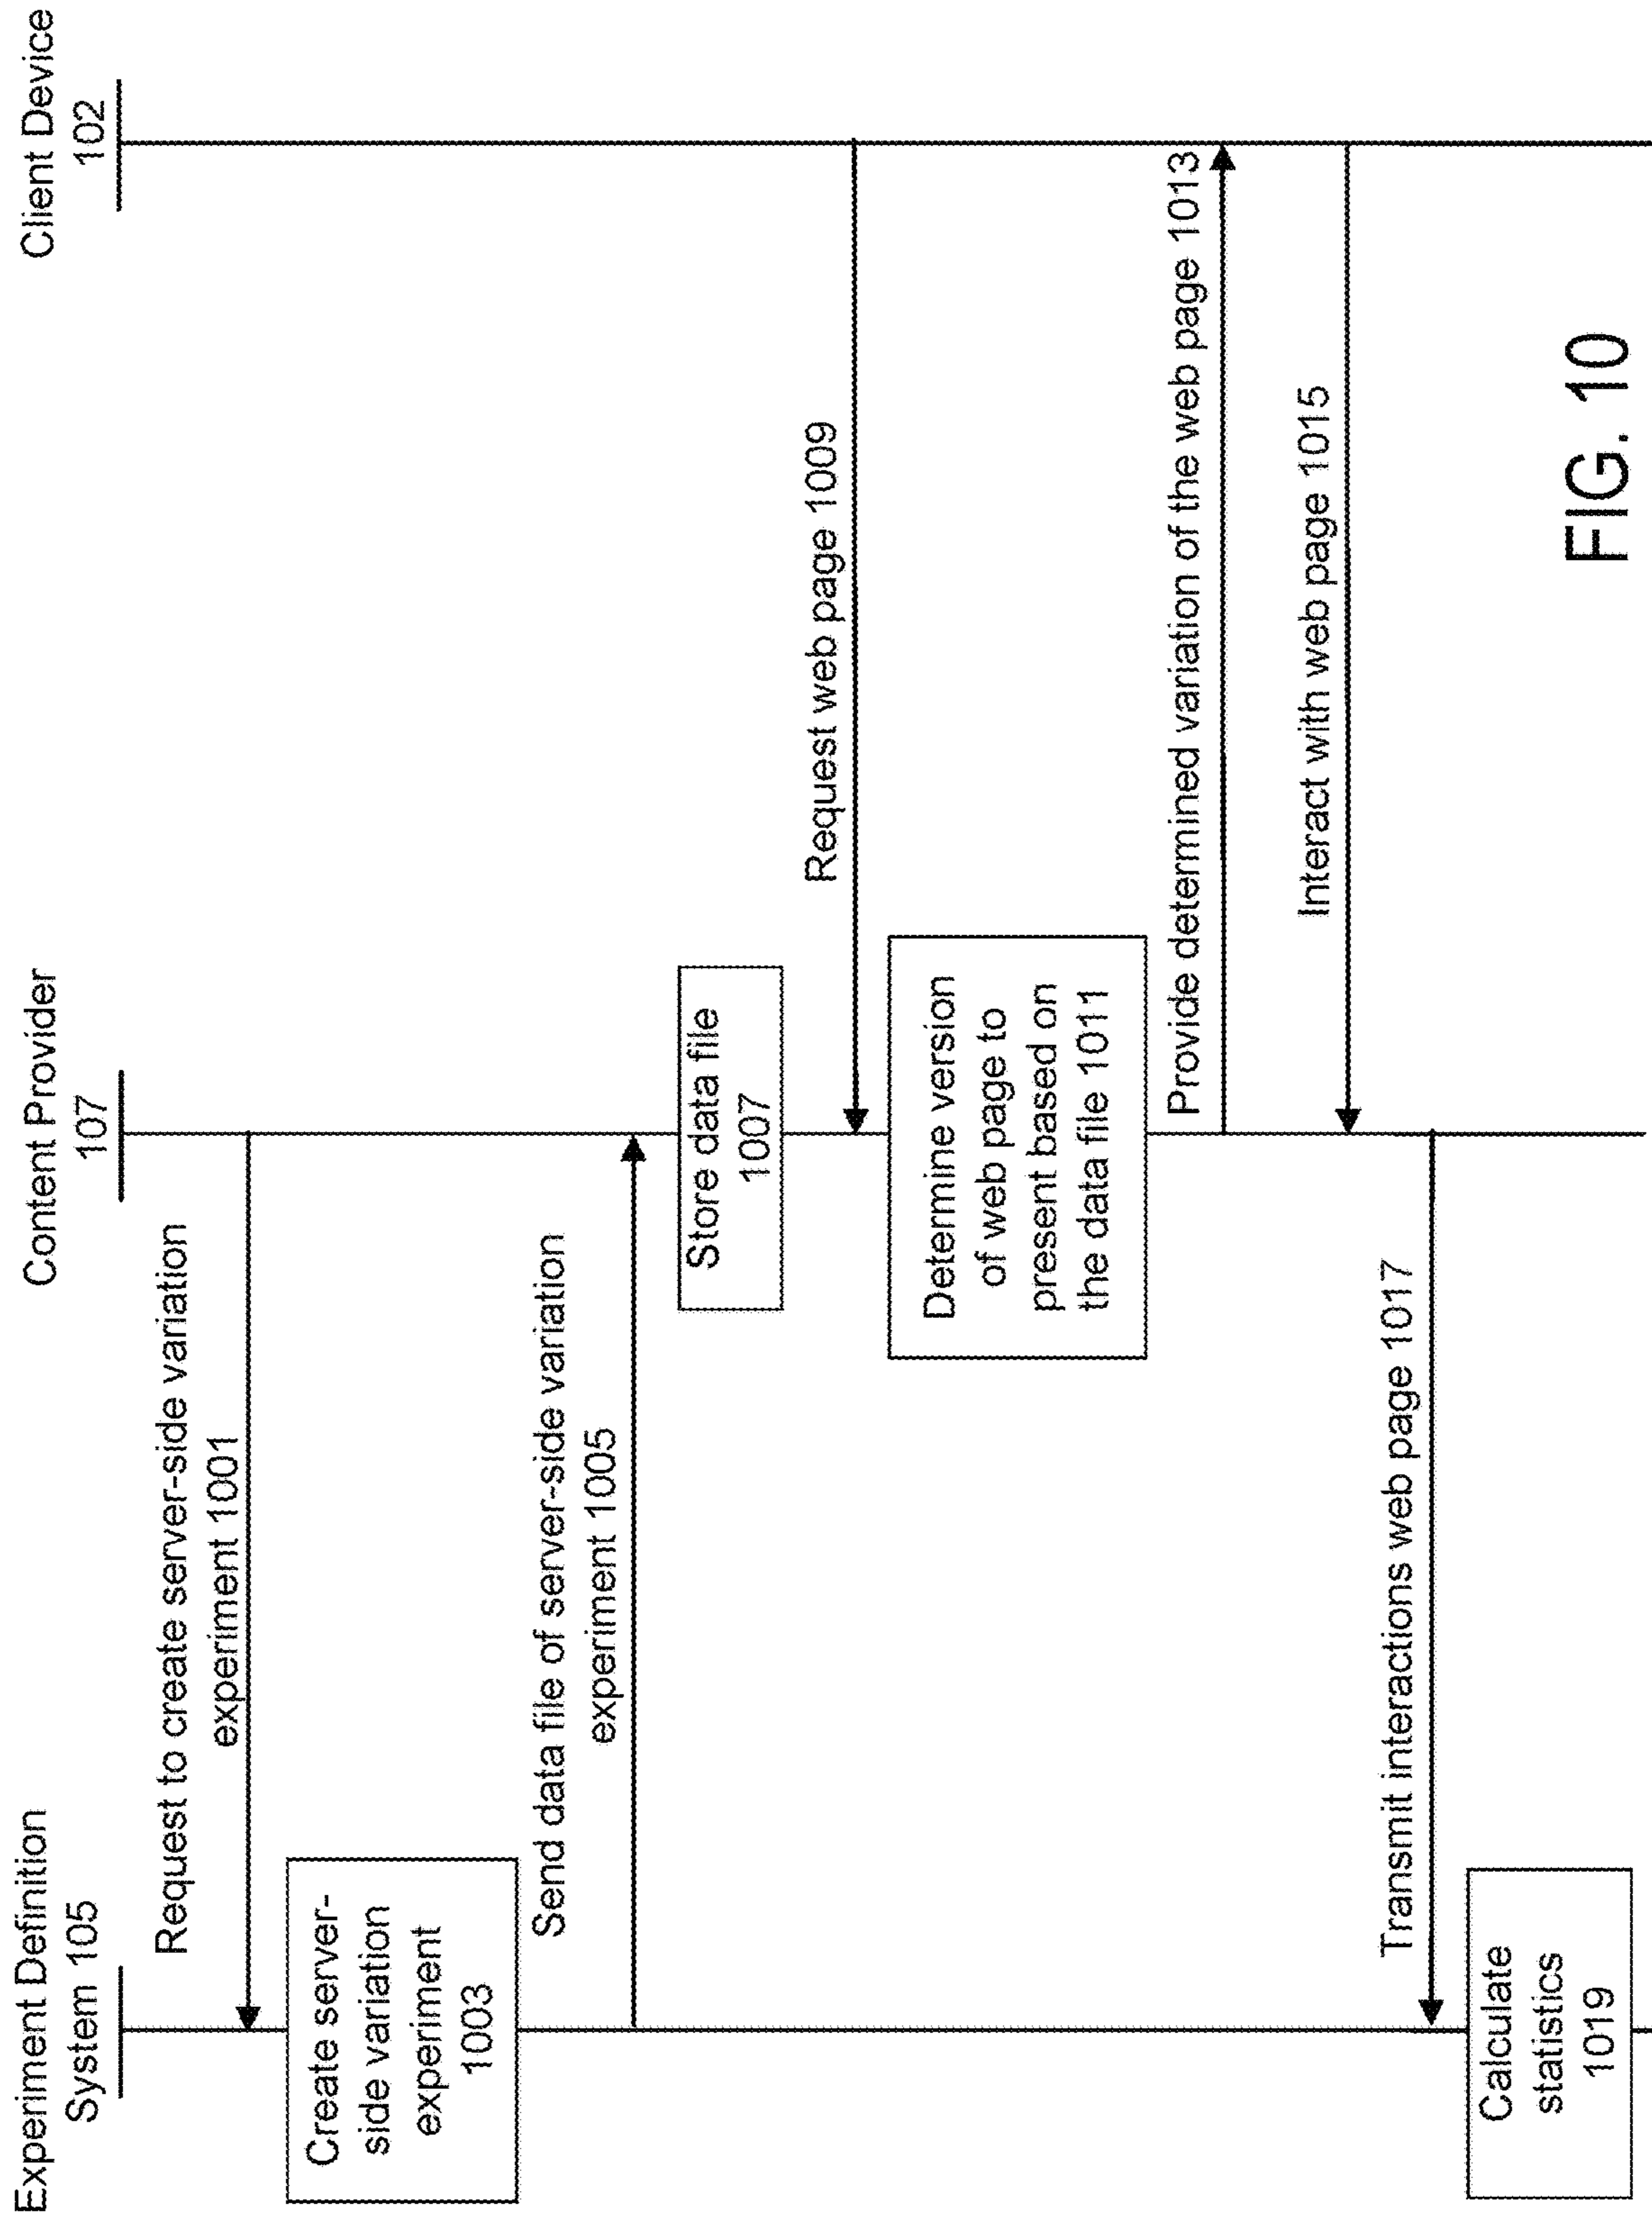 Experiment Definition
System 105
Content Provider
107
Client Device
102
Request to create server-side variation
experiment 1001
Create server-
side variation
experiment
1003
Send data file of server-side variation
experiment 1005
Store data file
1007
Request web page 1009
Determine version
of web page to
present based on
the data file 1011
Provide determined variation of the web page 1013
Interact with web page 1015
Transmit interactions web page 1017
Calculate
statistics
1019
FIG. 10